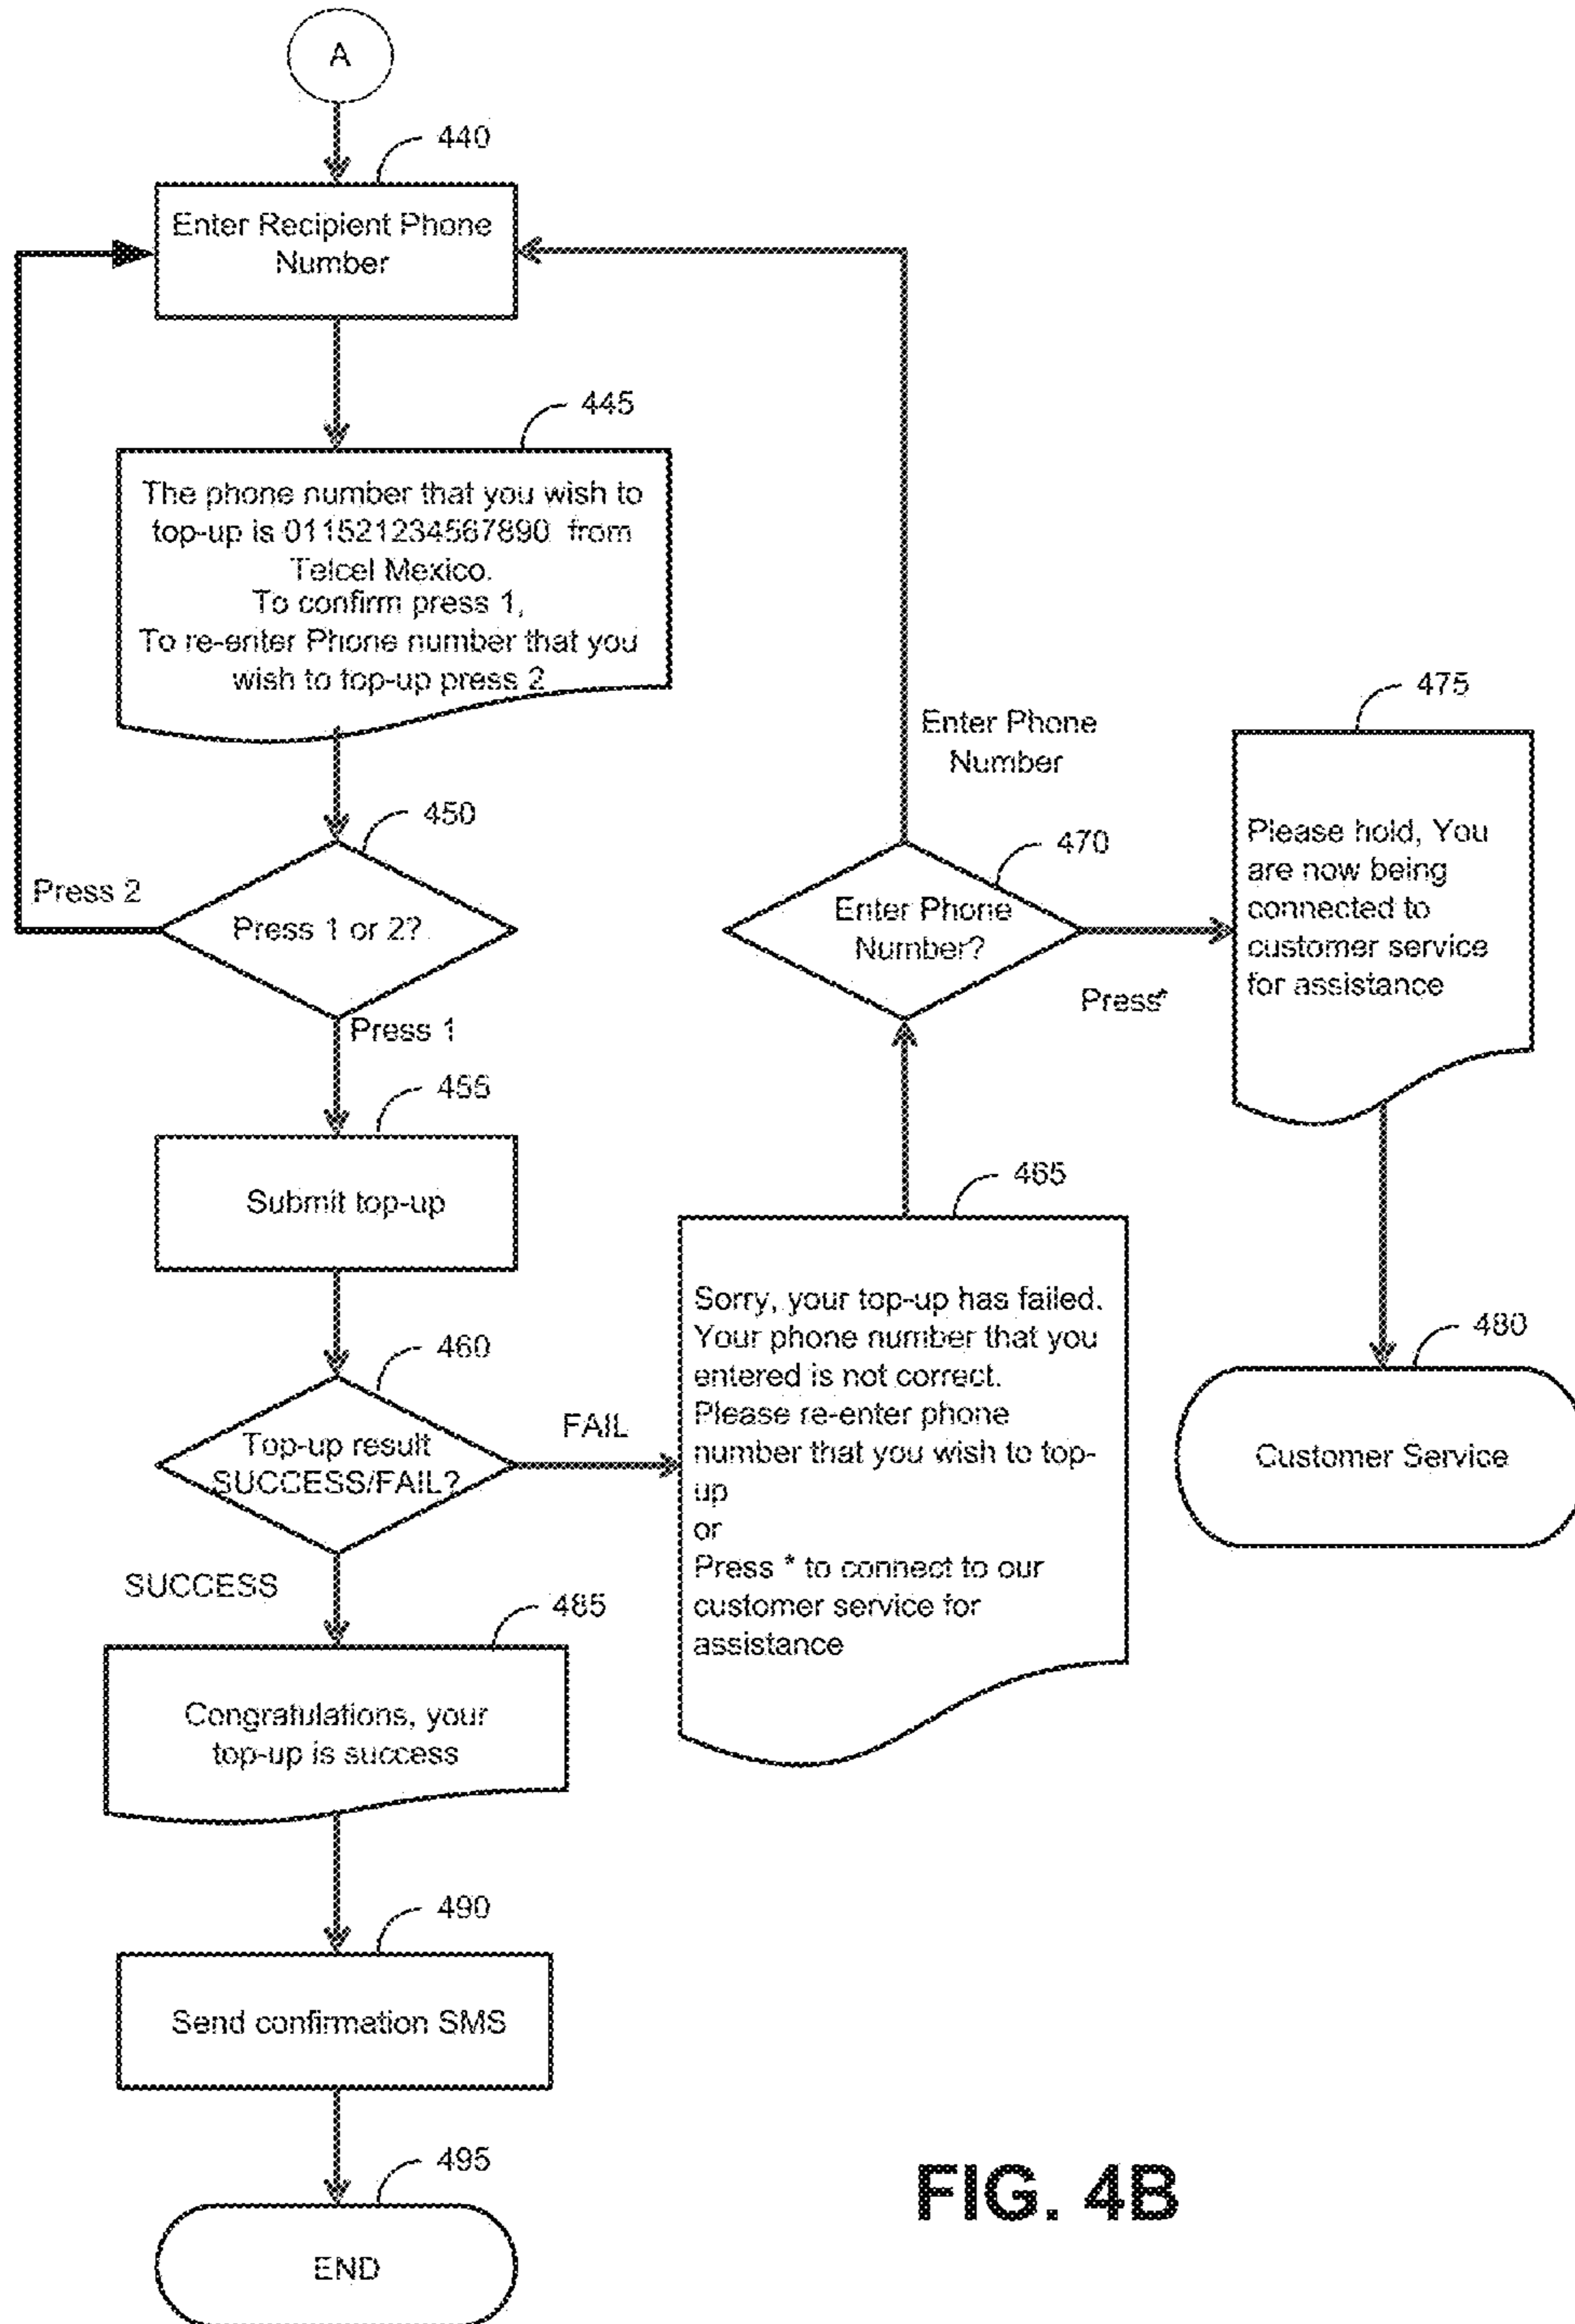 A
440
Enter Recipient Phone
Number
445
The phone number that you wish to
top-up is 011521234567890 from
Telcel Mexico.
To confirm press 1,
To re-enter Phone number that you
wish to top-up press 2
450
Press 2
Press 1 or 2?
Press 1
455
Submit top-up
460
Top-up result
SUCCESS/FAIL?
FAIL
SUCCESS
465
Sorry, your top-up has failed.
Your phone number that you
entered is not correct.
Please re-enter phone
number that you wish to top-
up
or
Press * to connect to our
customer service for
assistance
470
Enter Phone
Number?
Enter Phone
Number
Press*
475
Please hold, You
are now being
connected to
customer service
for assistance
480
Customer Service
485
Congratulations, your
top-up is success
490
Send confirmation SMS
495
END
FIG. 4B